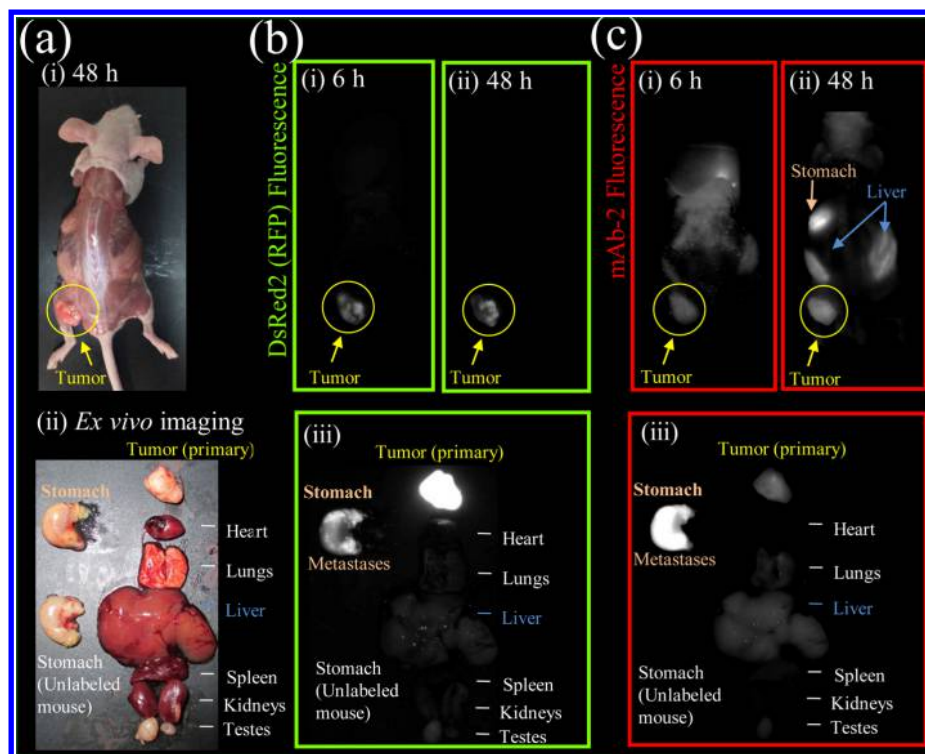 (a)
(i) 48 h
Tumor
(ii) Ex vivo imaging
Tumor (primary)
Stomach
Heart
Lungs
Liver
Stomach
(Unlabeled
mouse)
Spleen
Kidneys
Testes
(b)
DsRed2 (RFP) Fluorescence
(i) 6 h
(ii) 48 h
Tumor
Tumor
(iii)
Tumor (primary)
Stomach
Metastases
Heart
Lungs
Liver
Stomach
(Unlabeled
mouse)
Spleen
Kidneys
Testes
(c)
mAb-2 Fluorescence
(i) 6 h
(ii) 48 h
Stomach
Liver
Tumor
Tumor
(iii)
Tumor (primary)
Stomach
Metastases
Heart
Lungs
Liver
Stomach
(Unlabeled
mouse)
Spleen
Kidneys
Testes